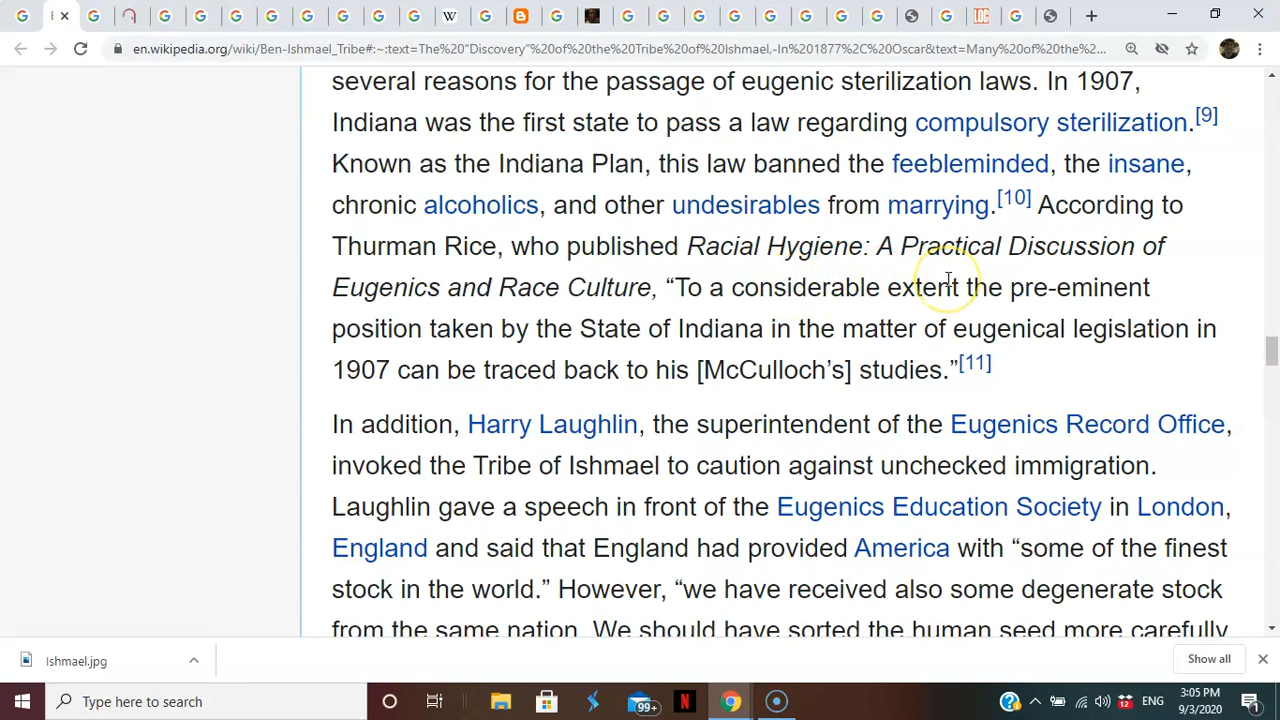 en.wikipedia.org/wiki/Ben-Ishmael_Tribe#:~:text=The%20"Discovery"%20of%20the%20Tribe%20of%20Ishmael,-In%201877%2C%20Oscar&text=Many%20of%20the%2...
several reasons for the passage of eugenic sterilization laws. In 1907,
Indiana was the first state to pass a law regarding compulsory sterilization.[9]
Known as the Indiana Plan, this law banned the feebleminded, the insane,
chronic alcoholics, and other undesirables from marrying.[10] According to
Thurman Rice, who published Racial Hygiene: A Practical Discussion of
Eugenics and Race Culture, “To a considerable extent the pre-eminent
position taken by the State of Indiana in the matter of eugenical legislation in
1907 can be traced back to his [McCulloch’s] studies.”[11]
In addition, Harry Laughlin, the superintendent of the Eugenics Record Office,
invoked the Tribe of Ishmael to caution against unchecked immigration.
Laughlin gave a speech in front of the Eugenics Education Society in London,
England and said that England had provided America with “some of the finest
stock in the world.” However, “we have received also some degenerate stock
from the same nation. We should have sorted the human seed more carefully
Ishmael.jpg
Show all
Type here to search
99+
N
12
ENG
3:05 PM
9/3/2020
1